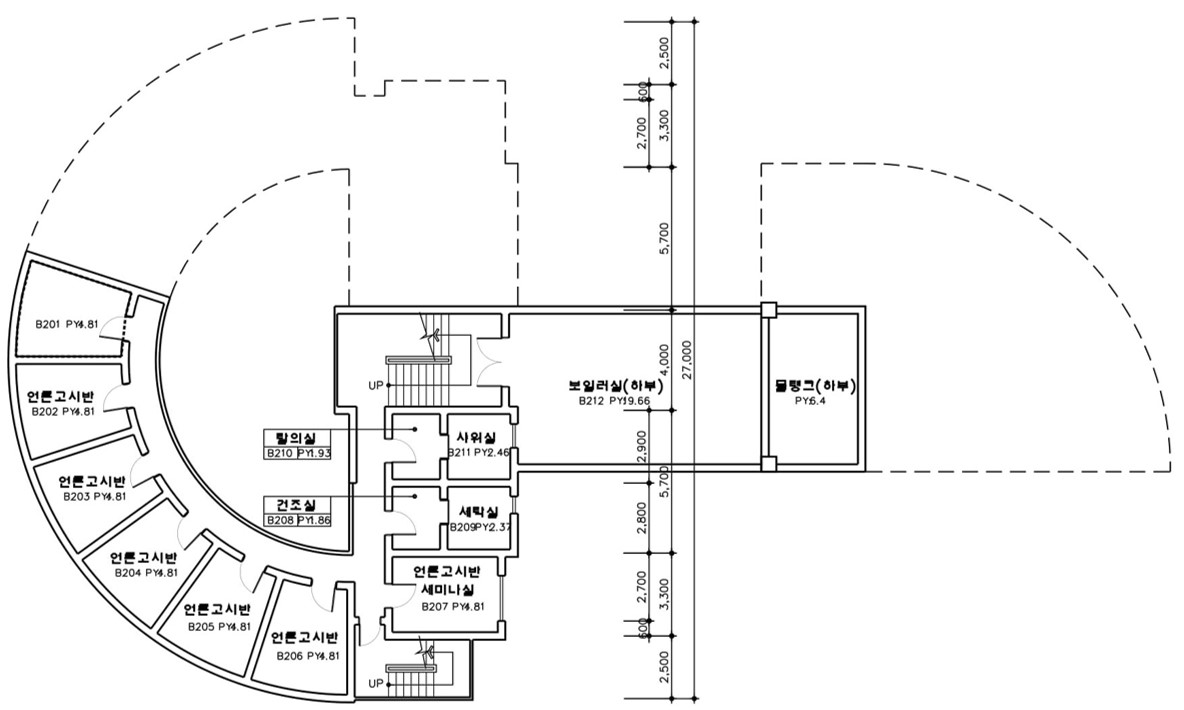 2,500
600
2,700
3,300
5,700
4,000
27,000
2,900
5,700
2,800
2,700
3,300
600
2,500
B201 PY4.81
언론고시반
B202 PY4.81
언론고시반
B203 PY4.81
언론고시반
B204 PY4.81
언론고시반
B205 PY4.81
언론고시반
B206 PY4.81
UP
탈의실
B210 PY1.93
샤워실
B211 PY2.46
건조실
B208 PY1.86
세탁실
B209 PY2.37
언론고시반
세미나실
B207 PY4.81
UP
보일러실(하부)
B212 PY19.66
물탱크(하부)
PY6.4